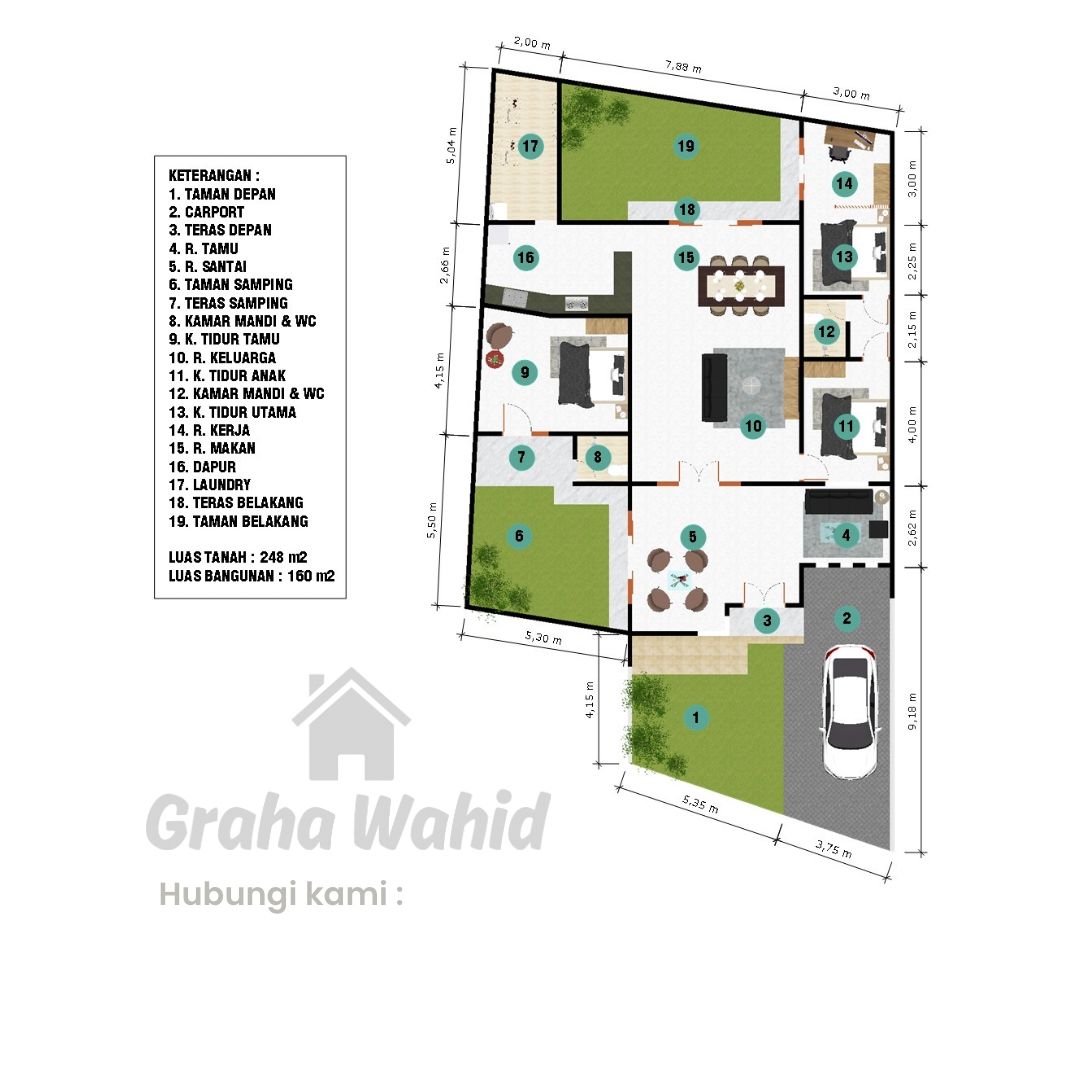 KETERANGAN :
1. TAMAN DEPAN
2. CARPORT
3. TERAS DEPAN
4. R. TAMU
5. R. SANTAI
6. TAMAN SAMPING
7. TERAS SAMPING
8. KAMAR MANDI & WC
9. K. TIDUR TAMU
10. R. KELUARGA
11. K. TIDUR ANAK
12. KAMAR MANDI & WC
13. K. TIDUR UTAMA
14. R. KERJA
15. R. MAKAN
16. DAPUR
17. LAUNDRY
18. TERAS BELAKANG
19. TAMAN BELAKANG
LUAS TANAH : 248 m2
LUAS BANGUNAN : 160 m2
2,00 m
7,88 m
3,00 m
5,04 m
2,66 m
4,15 m
5,50 m
5,30 m
4,15 m
5,35 m
3,75 m
3,00 m
2,25 m
2,15 m
4,00 m
2,62 m
9,18 m
17
19
14
18
16
15
13
12
9
10
11
7
8
6
5
4
3
2
1
Graha Wahid
Hubungi kami :